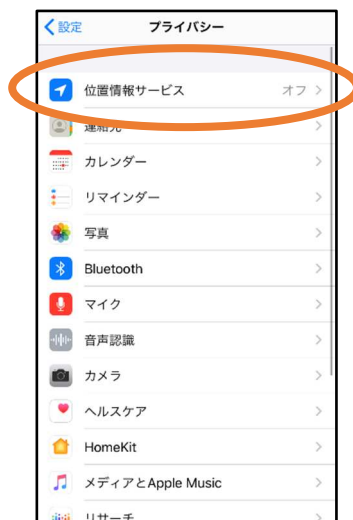 設定 プライバシー
位置情報サービス オフ
連絡先
カレンダー
リマインダー
写真
Bluetooth
マイク
音声認識
カメラ
ヘルスケア
HomeKit
メディアとApple Music
リサーチ